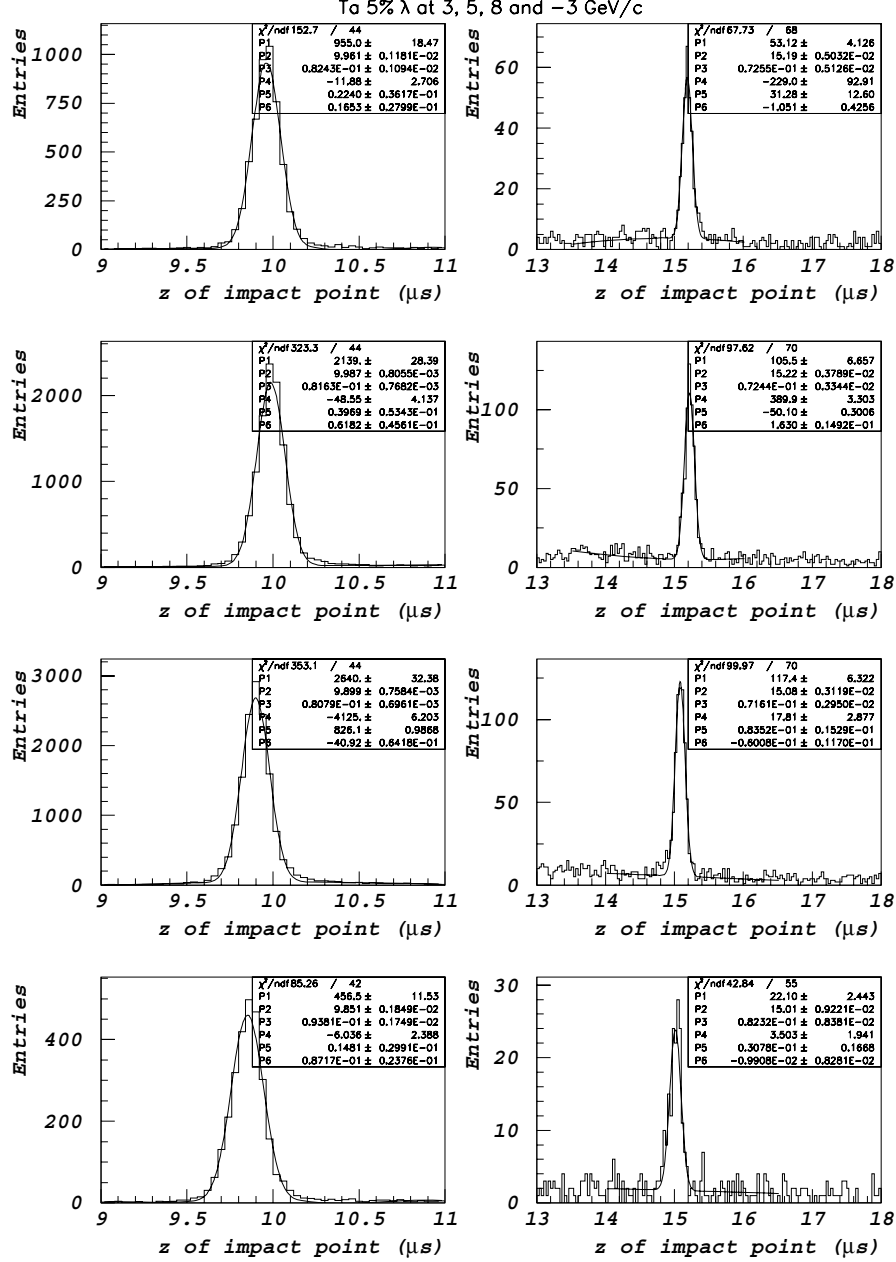 Ta 5% λ at 3, 5, 8 and −3 GeV/c
Entries
1000
750
500
250
0
χ²/ndf 152.7 / 44
P1 955.0 ± 18.47
P2 9.961 ± 0.1181E−02
P3 0.8243E−01 ± 0.1094E−02
P4 −11.88 ± 2.706
P5 0.2240 ± 0.3617E−01
P6 0.1653 ± 0.2799E−01
9 9.5 10 10.5 11
z of impact point (μs)
Entries
60
40
20
0
χ²/ndf 67.73 / 68
P1 53.12 ± 4.126
P2 15.19 ± 0.5032E−02
P3 0.7255E−01 ± 0.5126E−02
P4 −229.0 ± 92.91
P5 31.28 ± 12.60
P6 −1.051 ± 0.4256
13 14 15 16 17 18
z of impact point (μs)
Entries
2000
1000
0
χ²/ndf 323.3 / 44
P1 2139. ± 28.39
P2 9.987 ± 0.8055E−03
P3 0.8163E−01 ± 0.7682E−03
P4 −48.55 ± 4.137
P5 0.3969 ± 0.5343E−01
P6 0.6182 ± 0.4561E−01
9 9.5 10 10.5 11
z of impact point (μs)
Entries
100
50
0
χ²/ndf 97.62 / 70
P1 105.5 ± 6.657
P2 15.22 ± 0.3789E−02
P3 0.7244E−01 ± 0.3344E−02
P4 389.9 ± 3.303
P5 −50.10 ± 0.3006
P6 1.630 ± 0.1492E−01
13 14 15 16 17 18
z of impact point (μs)
Entries
3000
2000
1000
0
χ²/ndf 353.1 / 44
P1 2640. ± 32.38
P2 9.899 ± 0.7584E−03
P3 0.8079E−01 ± 0.6961E−03
P4 −4125. ± 6.203
P5 826.1 ± 0.9868
P6 −40.92 ± 0.6418E−01
9 9.5 10 10.5 11
z of impact point (μs)
Entries
100
50
0
χ²/ndf 99.97 / 70
P1 117.4 ± 6.322
P2 15.08 ± 0.3119E−02
P3 0.7161E−01 ± 0.2950E−02
P4 17.81 ± 2.877
P5 0.8352E−01 ± 0.1529E−01
P6 −0.6008E−01 ± 0.1170E−01
13 14 15 16 17 18
z of impact point (μs)
Entries
400
200
0
χ²/ndf 85.26 / 42
P1 456.5 ± 11.53
P2 9.851 ± 0.1849E−02
P3 0.9381E−01 ± 0.1749E−02
P4 −6.036 ± 2.388
P5 0.1481 ± 0.2991E−01
P6 0.8717E−01 ± 0.2376E−01
9 9.5 10 10.5 11
z of impact point (μs)
Entries
30
20
10
0
χ²/ndf 42.84 / 55
P1 22.10 ± 2.443
P2 15.01 ± 0.9221E−02
P3 0.8232E−01 ± 0.8381E−02
P4 3.503 ± 1.941
P5 0.3078E−01 ± 0.1668
P6 −0.9908E−02 ± 0.8281E−02
13 14 15 16 17 18
z of impact point (μs)